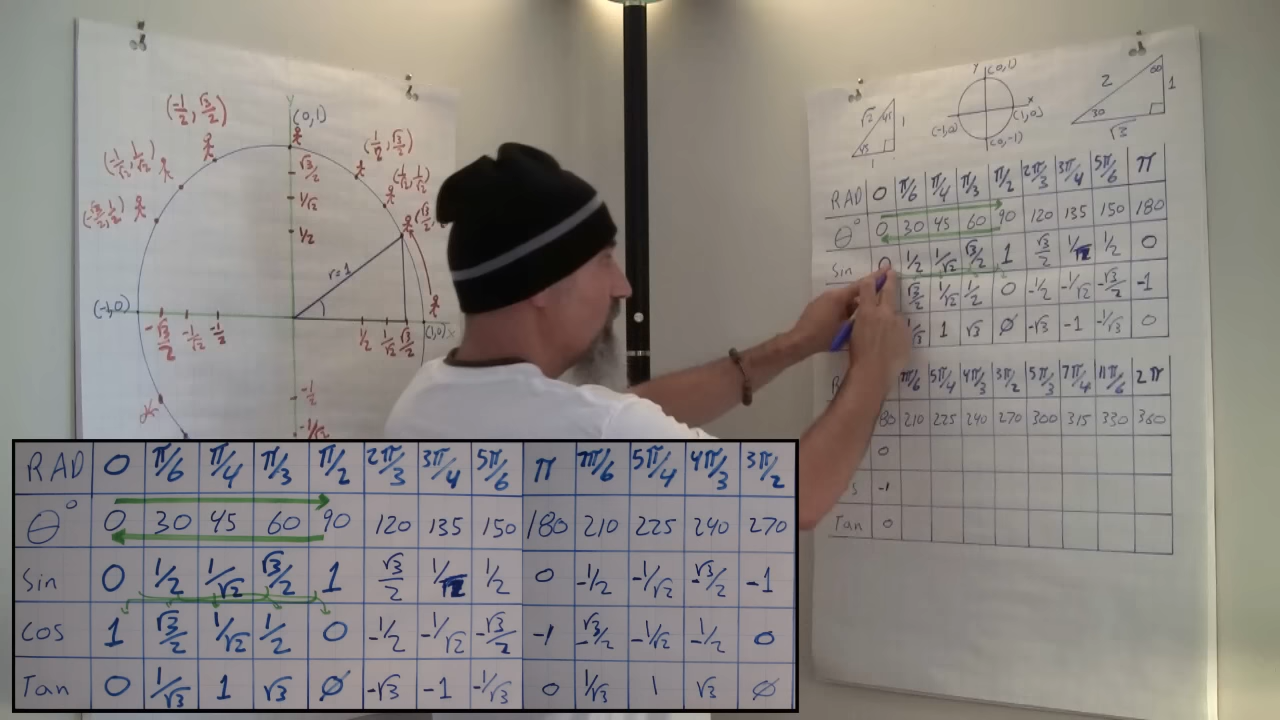 (-1/2, √3/2)
(-1/√2, 1/√2)
(-√3/2, 1/2)
(-1,0)
-√3/2 -1/√2 -1/2
Y
(0,1)
√3/2
1/√2
1/2
(1/2, √3/2)
(1/√2, 1/√2)
r=1
1/2 1/√2 √3/2
(1,0) x
-1/2
-1/√2
√2 45 1
45
1
Y (0,1)
x
(-1,0) (1,0)
(0,-1)
2 60 1
30
√3
RAD 0 π/6 π/4 π/3 π/2 2π/3 3π/4 5π/6 π
θ° 0 30 45 60 90 120 135 150 180
Sin 0 1/2 1/√2 √3/2 1 √3/2 1/√2 1/2 0
√3/2 1/√2 1/2 0 -1/2 -1/√2 -√3/2 -1
1/√3 1 √3 Ø -√3 -1 -1/√3 0
7π/6 5π/4 4π/3 3π/2 5π/3 7π/4 11π/6 2π
80 210 225 240 270 300 315 330 360
0
s -1
Tan 0
RAD 0 π/6 π/4 π/3 π/2 2π/3 3π/4 5π/6 π 7π/6 5π/4 4π/3 3π/2
θ° 0 30 45 60 90 120 135 150 180 210 225 240 270
Sin 0 1/2 1/√2 √3/2 1 √3/2 1/√2 1/2 0 -1/2 -1/√2 -√3/2 -1
COS 1 √3/2 1/√2 1/2 0 -1/2 -1/√2 -√3/2 -1 -√3/2 -1/√2 -1/2 0
Tan 0 1/√3 1 √3 Ø -√3 -1 -1/√3 0 1/√3 1 √3 Ø